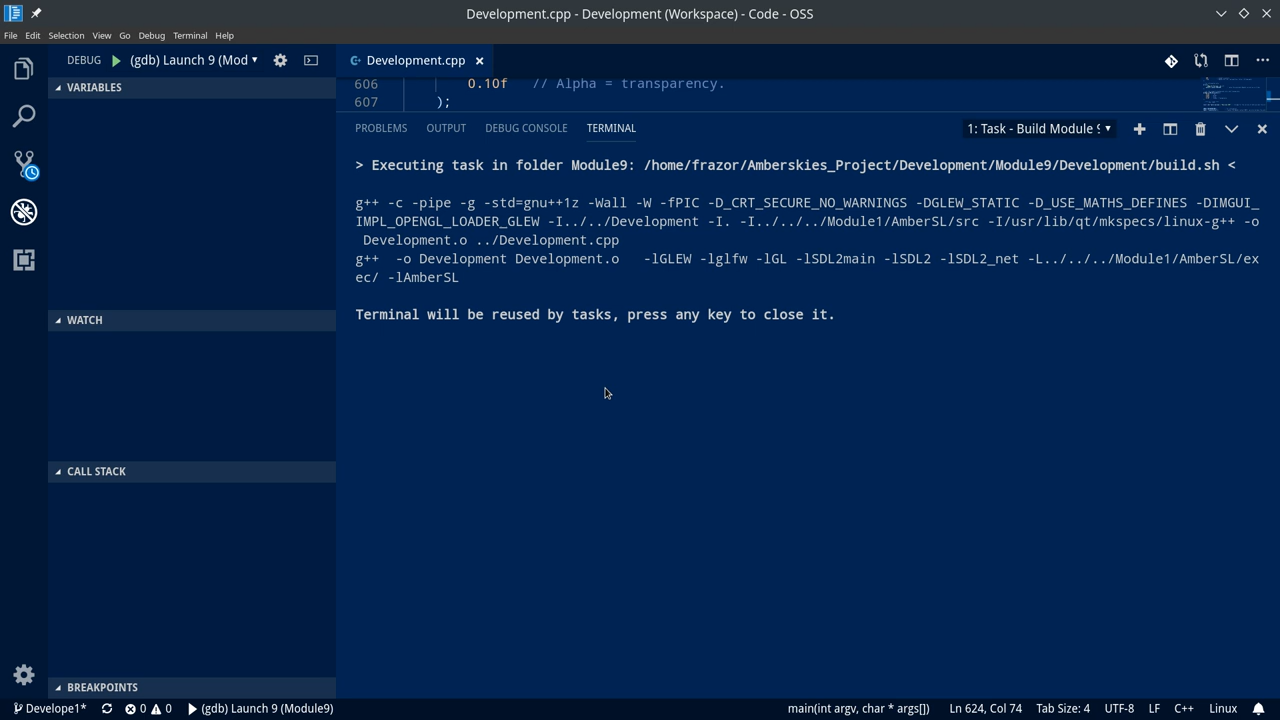 Development.cpp - Development (Workspace) - Code - OSS
File Edit Selection View Go Debug Terminal Help
DEBUG (gdb) Launch 9 (Mod
Development.cpp
VARIABLES
606 0.10f // Alpha = transparency.
607 );
PROBLEMS OUTPUT DEBUG CONSOLE TERMINAL 1: Task - Build Module 9
> Executing task in folder Module9: /home/frazor/Amberskies_Project/Development/Module9/Development/build.sh <
g++ -c -pipe -g -std=gnu++1z -Wall -W -fPIC -D_CRT_SECURE_NO_WARNINGS -DGLEW_STATIC -D_USE_MATHS_DEFINES -DIMGUI_
IMPL_OPENGL_LOADER_GLEW -I../../Development -I. -I../../../Module1/AmberSL/src -I/usr/lib/qt/mkspecs/linux-g++ -o
Development.o ../Development.cpp
g++ -o Development Development.o -lGLEW -lglfw -lGL -lSDL2main -lSDL2 -lSDL2_net -L../../../Module1/AmberSL/ex
ec/ -lAmberSL
Terminal will be reused by tasks, press any key to close it.
WATCH
CALL STACK
BREAKPOINTS
Develope1* 0 0 (gdb) Launch 9 (Module9) main(int argv, char * args[]) Ln 624, Col 74 Tab Size: 4 UTF-8 LF C++ Linux